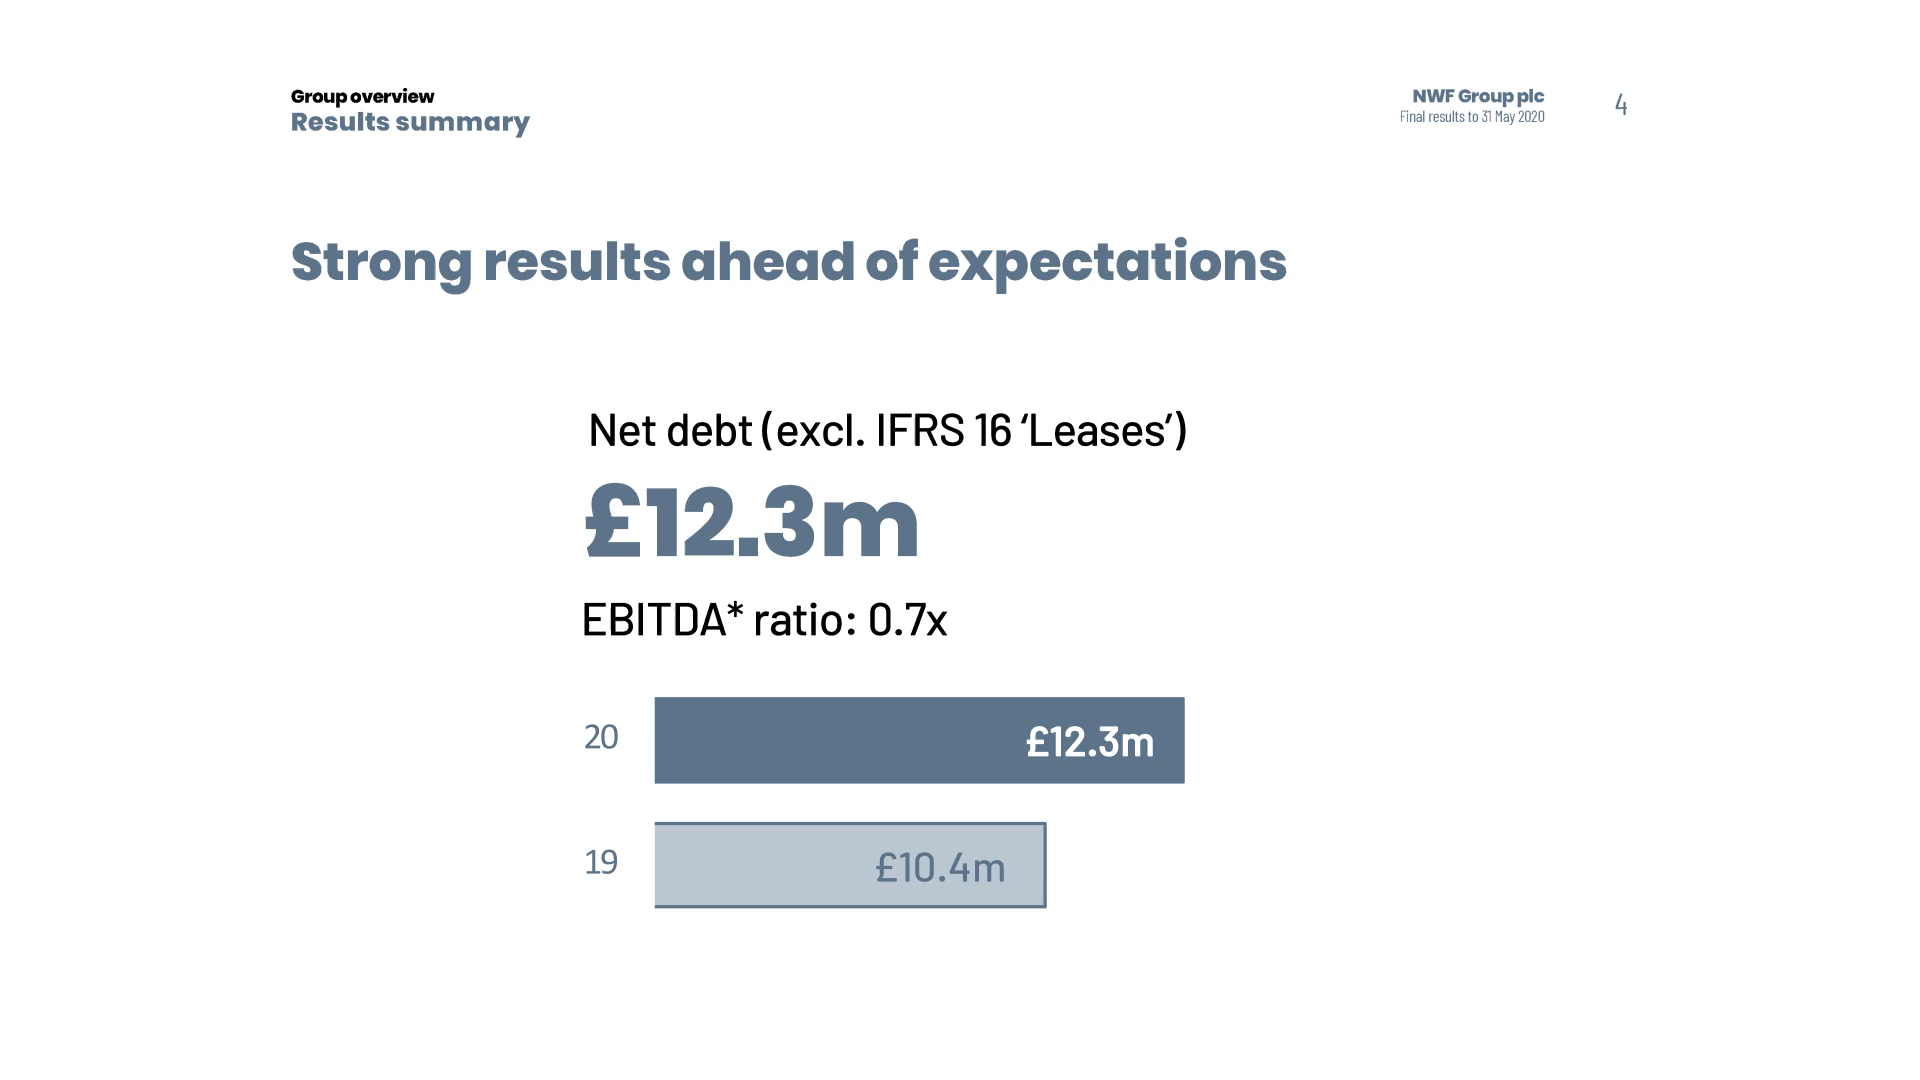 Group overview
Results summary
NWF Group plc
Final results to 31 May 2020
4
Strong results ahead of expectations
Net debt (excl. IFRS 16 ‘Leases’)
£12.3m
EBITDA* ratio: 0.7x
20
£12.3m
19
£10.4m